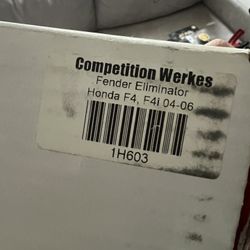 Competition Werkes
Fender Eliminator
Honda F4, F4i 04-06
1H603